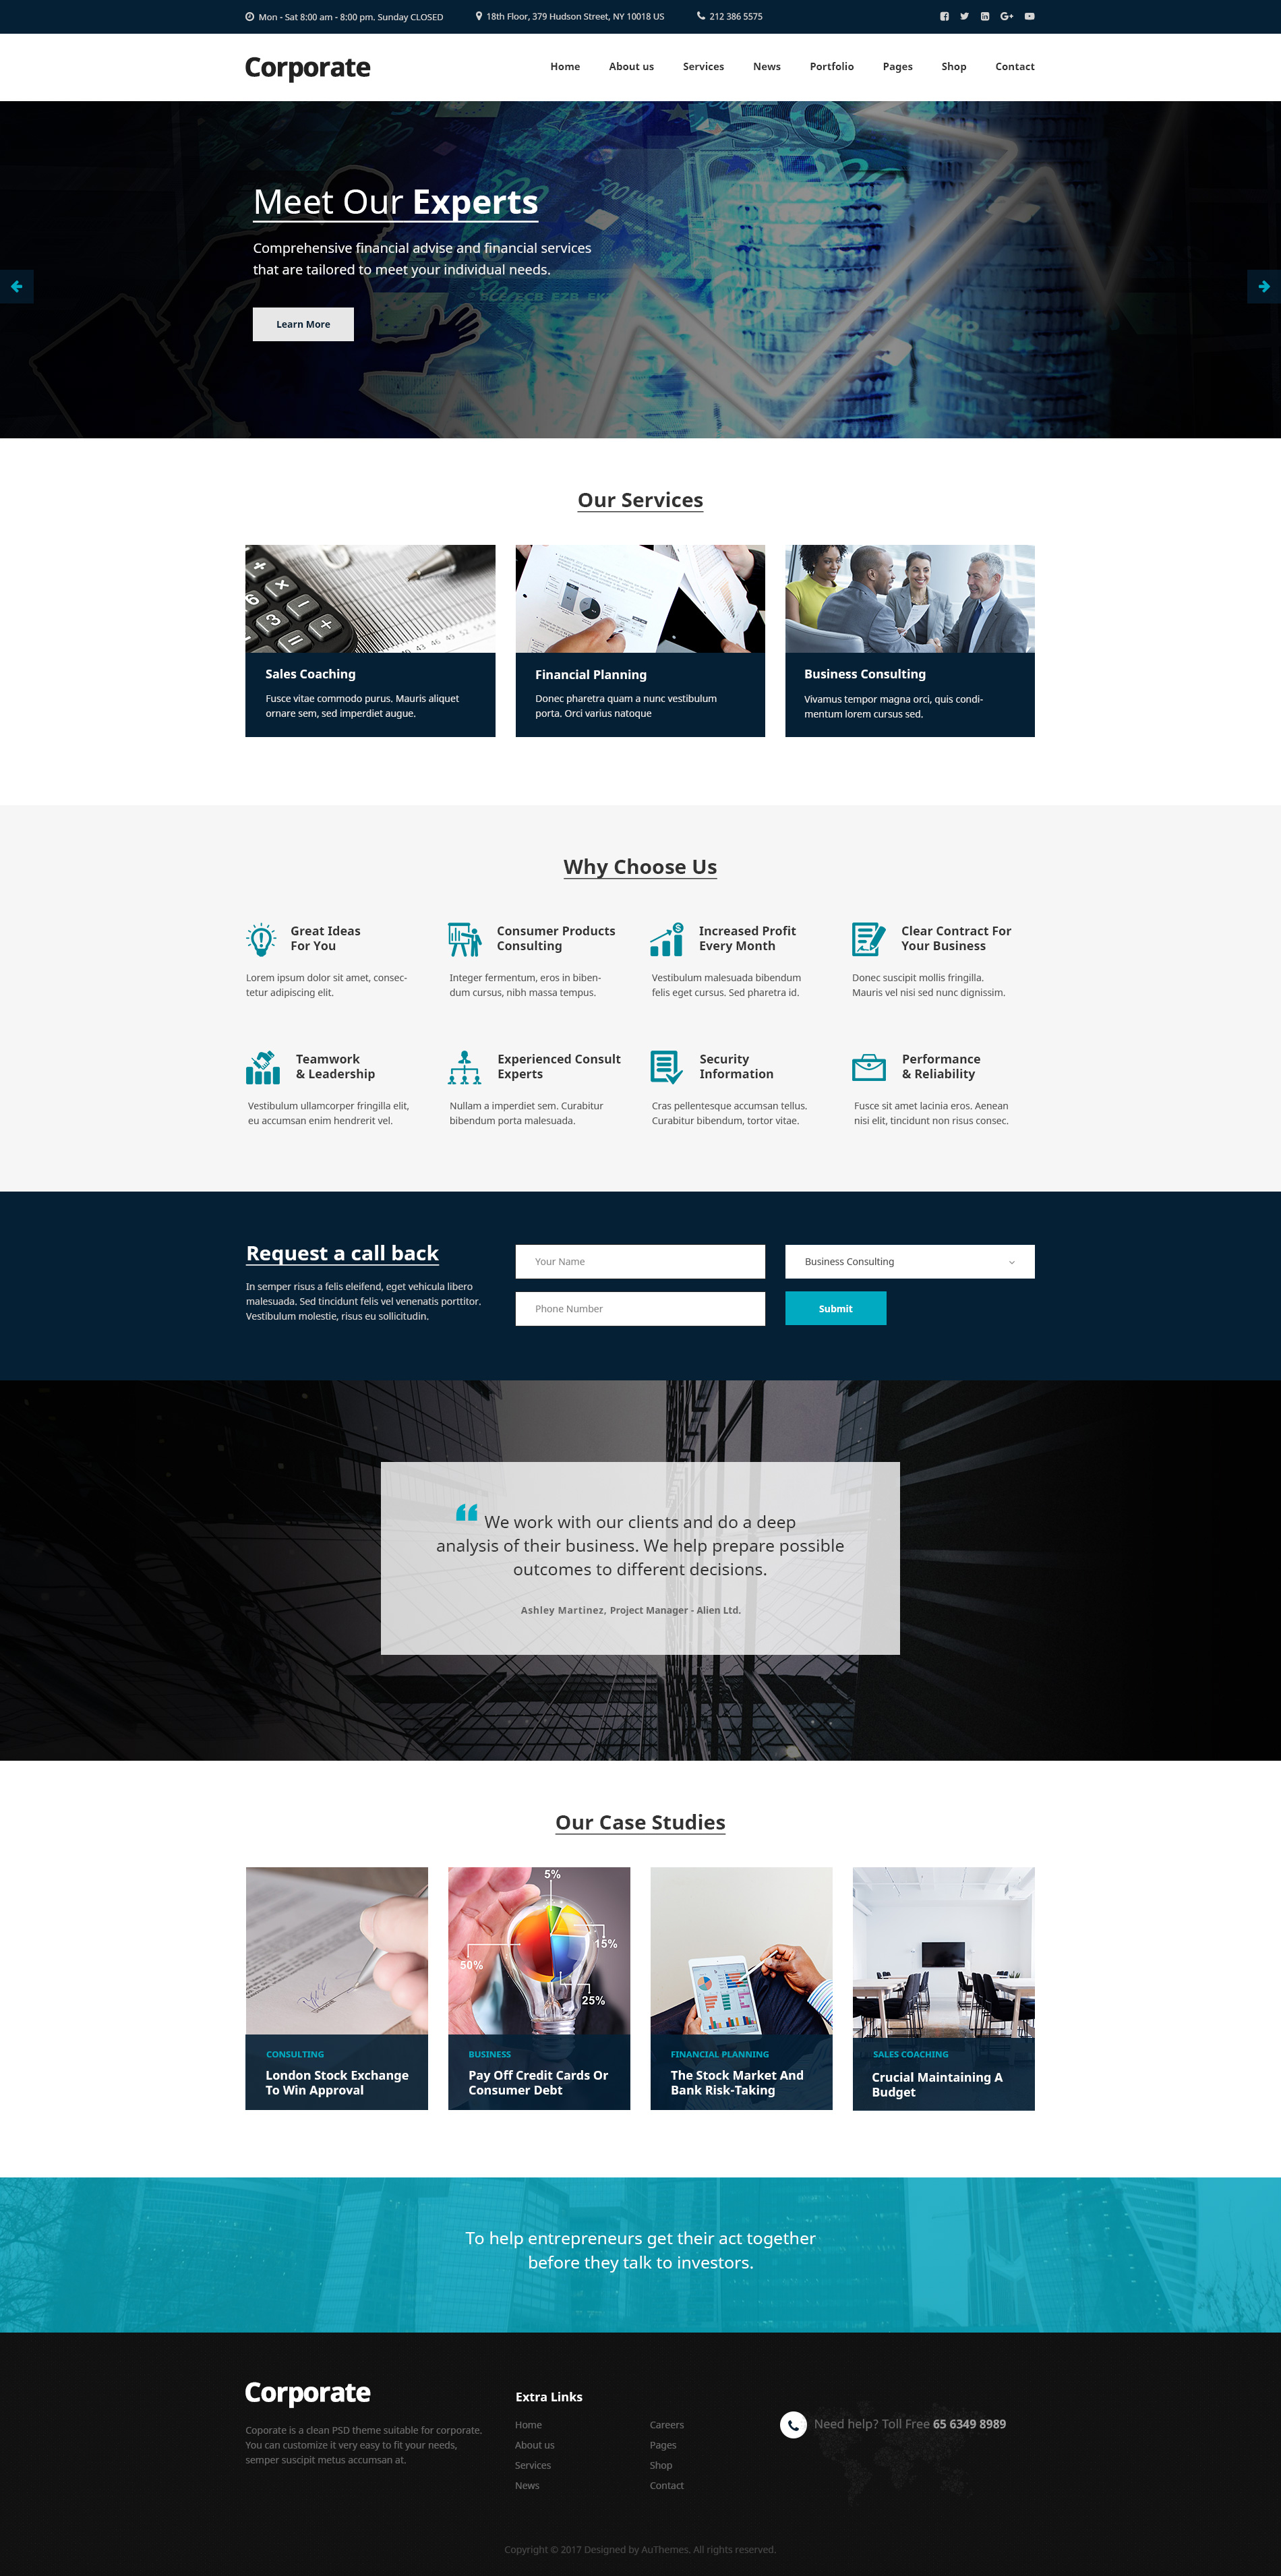 Mon - Sat 8:00 am - 8:00 pm. Sunday CLOSED
18th Floor, 379 Hudson Street, NY 10018 US
212 386 5575
Corporate
Home
About us
Services
News
Portfolio
Pages
Shop
Contact
Meet Our Experts
Comprehensive financial advise and financial services
that are tailored to meet your individual needs.
Learn More
Our Services
Sales Coaching
Fusce vitae commodo purus. Mauris aliquet
ornare sem, sed imperdiet augue.
Financial Planning
Donec pharetra quam a nunc vestibulum
porta. Orci varius natoque
Business Consulting
Vivamus tempor magna orci, quis condi-
mentum lorem cursus sed.
Why Choose Us
Great Ideas
For You
Lorem ipsum dolor sit amet, consec-
tetur adipiscing elit.
Consumer Products
Consulting
Integer fermentum, eros in biben-
dum cursus, nibh massa tempus.
Increased Profit
Every Month
Vestibulum malesuada bibendum
felis eget cursus. Sed pharetra id.
Clear Contract For
Your Business
Donec suscipit mollis fringilla.
Mauris vel nisi sed nunc dignissim.
Teamwork
& Leadership
Vestibulum ullamcorper fringilla elit,
eu accumsan enim hendrerit vel.
Experienced Consult
Experts
Nullam a imperdiet sem. Curabitur
bibendum porta malesuada.
Security
Information
Cras pellentesque accumsan tellus.
Curabitur bibendum, tortor vitae.
Performance
& Reliability
Fusce sit amet lacinia eros. Aenean
nisi elit, tincidunt non risus consec.
Request a call back
In semper risus a felis eleifend, eget vehicula libero
malesuada. Sed tincidunt felis vel venenatis porttitor.
Vestibulum molestie, risus eu sollicitudin.
Your Name
Phone Number
Business Consulting
Submit
“ We work with our clients and do a deep
analysis of their business. We help prepare possible
outcomes to different decisions.
Ashley Martinez, Project Manager - Alien Ltd.
Our Case Studies
CONSULTING
London Stock Exchange
To Win Approval
5%
15%
50%
25%
BUSINESS
Pay Off Credit Cards Or
Consumer Debt
FINANCIAL PLANNING
The Stock Market And
Bank Risk-Taking
SALES COACHING
Crucial Maintaining A
Budget
To help entrepreneurs get their act together
before they talk to investors.
Corporate
Coporate is a clean PSD theme suitable for corporate.
You can customize it very easy to fit your needs,
semper suscipit metus accumsan at.
Extra Links
Home
About us
Services
News
Careers
Pages
Shop
Contact
Need help? Toll Free 65 6349 8989
Copyright © 2017 Designed by AuThemes. All rights reserved.